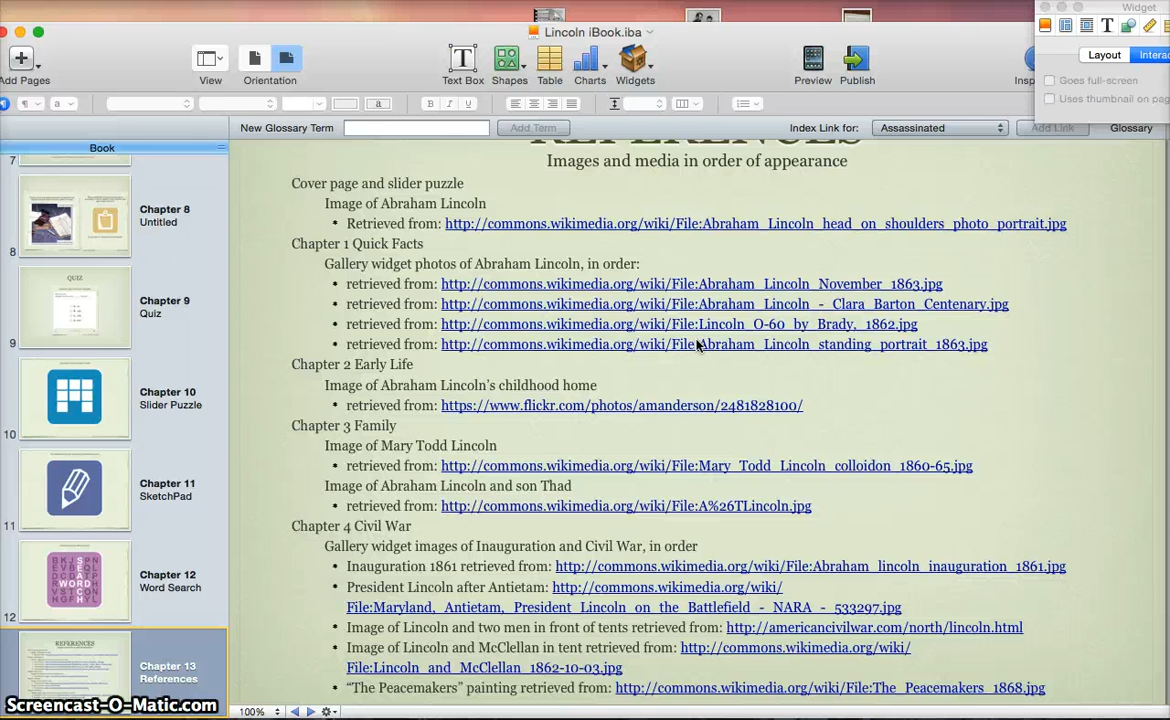 Lincoln iBook.iba
Widget
Add Pages
View
Orientation
Text Box
Shapes
Table
Charts
Widgets
Preview
Publish
Layout
Goes full-screen
B I U
a
New Glossary Term
Add Term
Index Link for:
Assassinated
Add Link
Glossary
Book
7
Chapter 8
Untitled
8
QUIZ
Chapter 9
Quiz
9
Chapter 10
Slider Puzzle
10
Chapter 11
SketchPad
11
Chapter 12
Word Search
12
REFERENCES
Chapter 13
References
REFERENCES
Images and media in order of appearance
Cover page and slider puzzle
Image of Abraham Lincoln
• Retrieved from: http://commons.wikimedia.org/wiki/File:Abraham_Lincoln_head_on_shoulders_photo_portrait.jpg
Chapter 1 Quick Facts
Gallery widget photos of Abraham Lincoln, in order:
• retrieved from: http://commons.wikimedia.org/wiki/File:Abraham_Lincoln_November_1863.jpg
• retrieved from: http://commons.wikimedia.org/wiki/File:Abraham_Lincoln_-_Clara_Barton_Centenary.jpg
• retrieved from: http://commons.wikimedia.org/wiki/File:Lincoln_O-60_by_Brady,_1862.jpg
• retrieved from: http://commons.wikimedia.org/wiki/File:Abraham_Lincoln_standing_portrait_1863.jpg
Chapter 2 Early Life
Image of Abraham Lincoln’s childhood home
• retrieved from: https://www.flickr.com/photos/amanderson/2481828100/
Chapter 3 Family
Image of Mary Todd Lincoln
• retrieved from: http://commons.wikimedia.org/wiki/File:Mary_Todd_Lincoln_colloidon_1860-65.jpg
Image of Abraham Lincoln and son Thad
• retrieved from: http://commons.wikimedia.org/wiki/File:A%26TLincoln.jpg
Chapter 4 Civil War
Gallery widget images of Inauguration and Civil War, in order
• Inauguration 1861 retrieved from: http://commons.wikimedia.org/wiki/File:Abraham_lincoln_inauguration_1861.jpg
• President Lincoln after Antietam: http://commons.wikimedia.org/wiki/
File:Maryland,_Antietam,_President_Lincoln_on_the_Battlefield_-_NARA_-_533297.jpg
• Image of Lincoln and two men in front of tents retrieved from: http://americancivilwar.com/north/lincoln.html
• Image of Lincoln and McClellan in tent retrieved from: http://commons.wikimedia.org/wiki/
File:Lincoln_and_McClellan_1862-10-03.jpg
• “The Peacemakers” painting retrieved from: http://commons.wikimedia.org/wiki/File:The_Peacemakers_1868.jpg
100%
Screencast-O-Matic.com